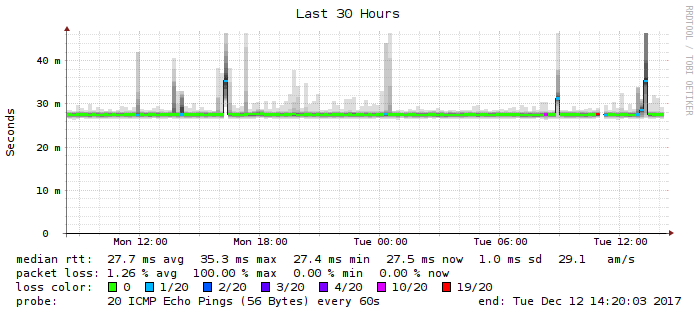 Last 30 Hours
RRDTOOL / TOBI OETIKER
Seconds
40 m
30 m
20 m
10 m
0
Mon 12:00 Mon 18:00 Tue 00:00 Tue 06:00 Tue 12:00
median rtt: 27.7 ms avg 35.3 ms max 27.4 ms min 27.5 ms now 1.0 ms sd 29.1 am/s
packet loss: 1.26 % avg 100.00 % max 0.00 % min 0.00 % now
loss color: 0 1/20 2/20 3/20 4/20 10/20 19/20
probe: 20 ICMP Echo Pings (56 Bytes) every 60s end: Tue Dec 12 14:20:03 2017